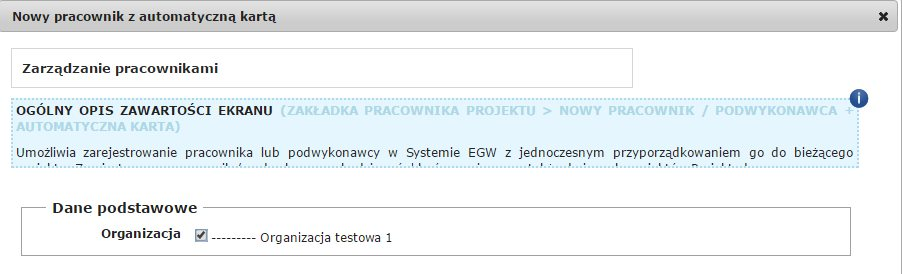 Nowy pracownik z automatyczną kartą
Zarządzanie pracownikami
OGÓLNY OPIS ZAWARTOŚCI EKRANU (ZAKŁADKA PRACOWNIKA PROJEKTU > NOWY PRACOWNIK / PODWYKONAWCA +
AUTOMATYCZNA KARTA)
Umożliwia zarejestrowanie pracownika lub podwykonawcy w Systemie EGW z jednoczesnym przyporządkowaniem go do bieżącego
Dane podstawowe
Organizacja --------- Organizacja testowa 1